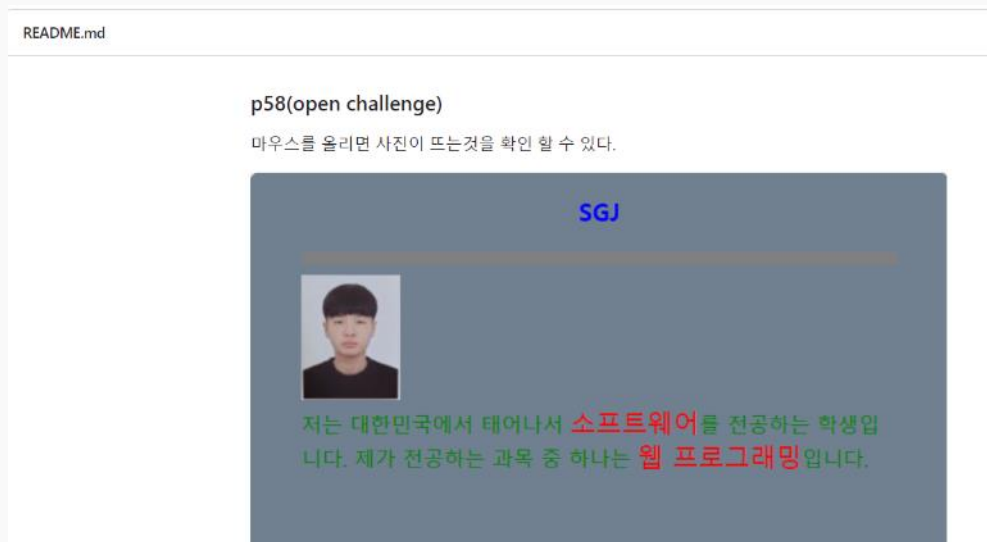 README.md
p58(open challenge)
마우스를 올리면 사진이 뜨는것을 확인 할 수 있다.
SGJ
저는 대한민국에서 태어나서 소프트웨어를 전공하는 학생입
니다. 제가 전공하는 과목 중 하나는 웹 프로그래밍입니다.